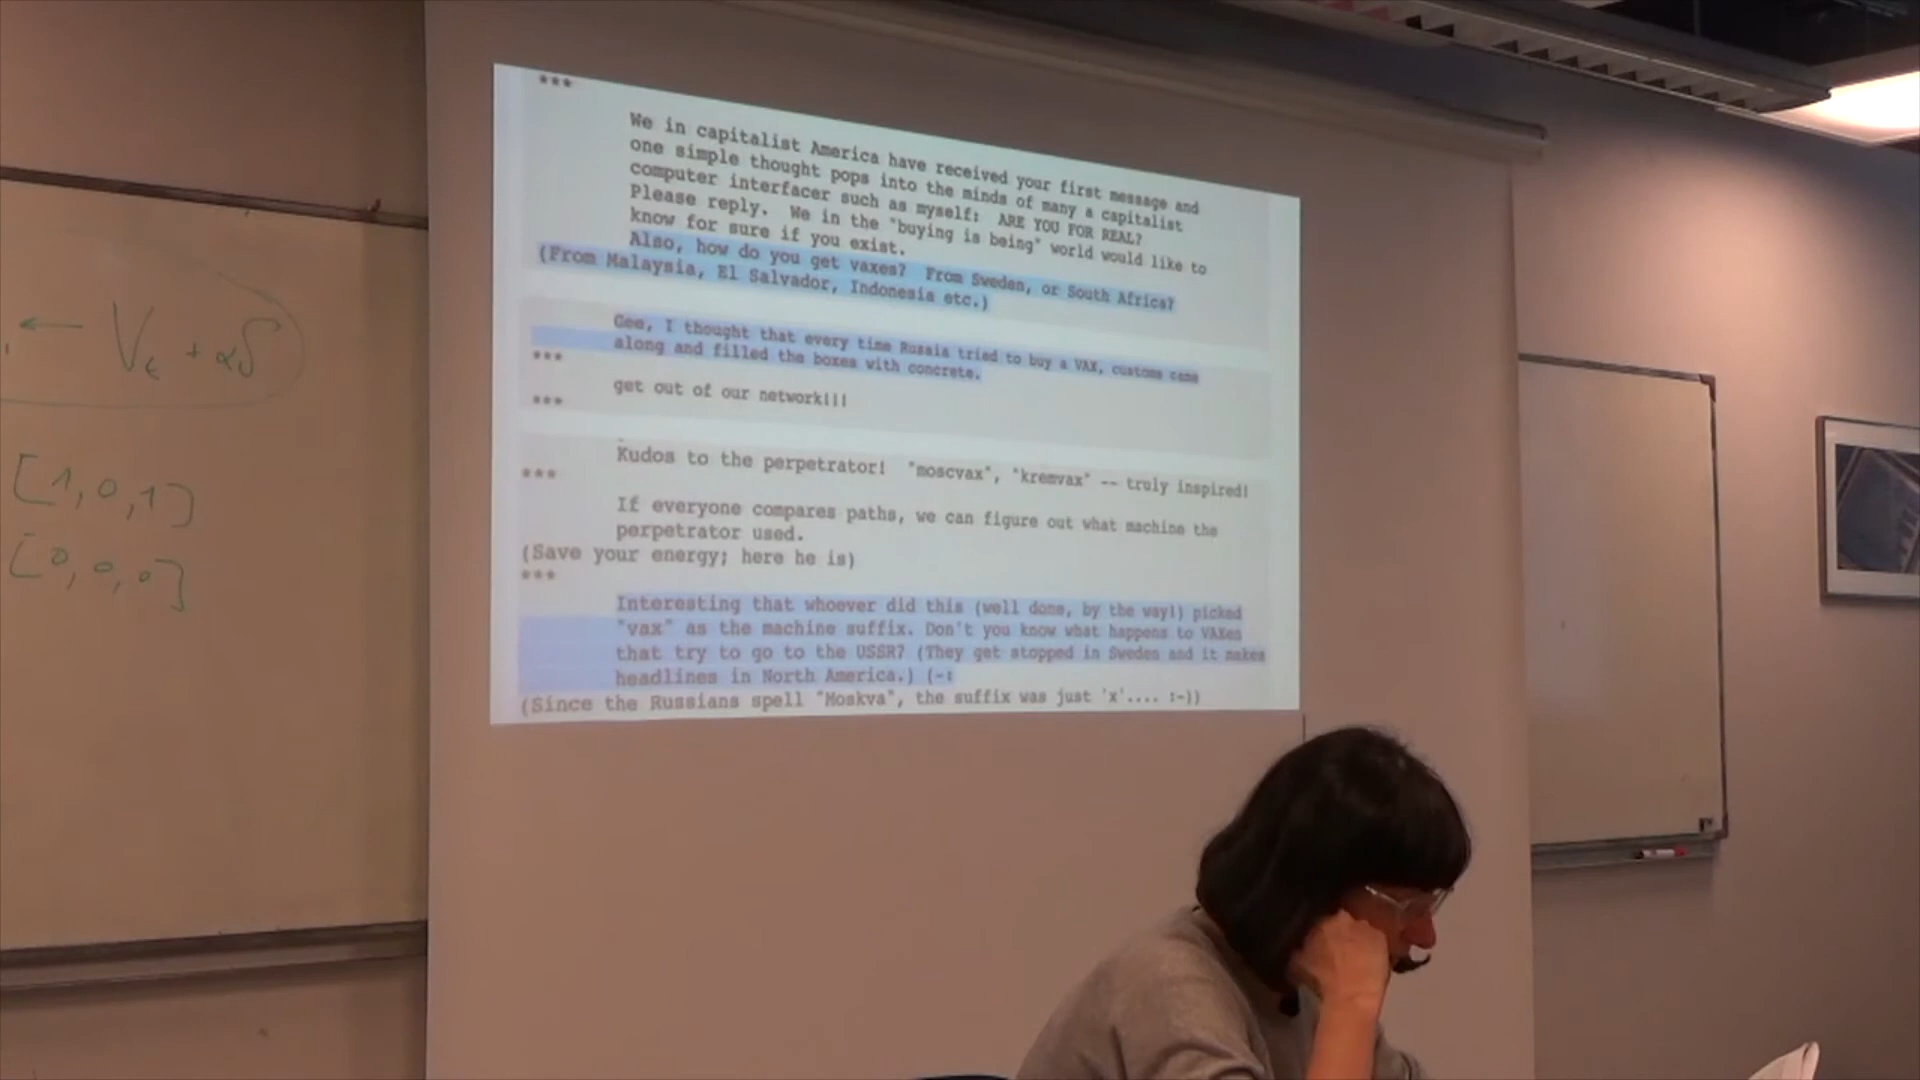 ***
We in capitalist America have received your first message and
one simple thought pops into the minds of many a capitalist
computer interfacer such as myself: ARE YOU FOR REAL?
Please reply. We in the "buying is being" world would like to
know for sure if you exist.
Also, how do you get vaxes? From Sweden, or South Africa?
(From Malaysia, El Salvador, Indonesia etc.)
Gee, I thought that every time Russia tried to buy a VAX, customs came
along and filled the boxes with concrete.
***
get out of our network!!!
***
Kudos to the perpetrator! "moscvax", "kremvax" -- truly inspired!
***
If everyone compares paths, we can figure out what machine the
perpetrator used.
(Save your energy; here he is)
***
Interesting that whoever did this (well done, by the way!) picked
"vax" as the machine suffix. Don't you know what happens to VAXes
that try to go to the USSR? (They get stopped in Sweden and it makes
headlines in North America.) (-:
(Since the Russians spell "Moskva", the suffix was just 'x'.... :-))
← Vϵ + αδ
[1,0,1]
[0,0,0]